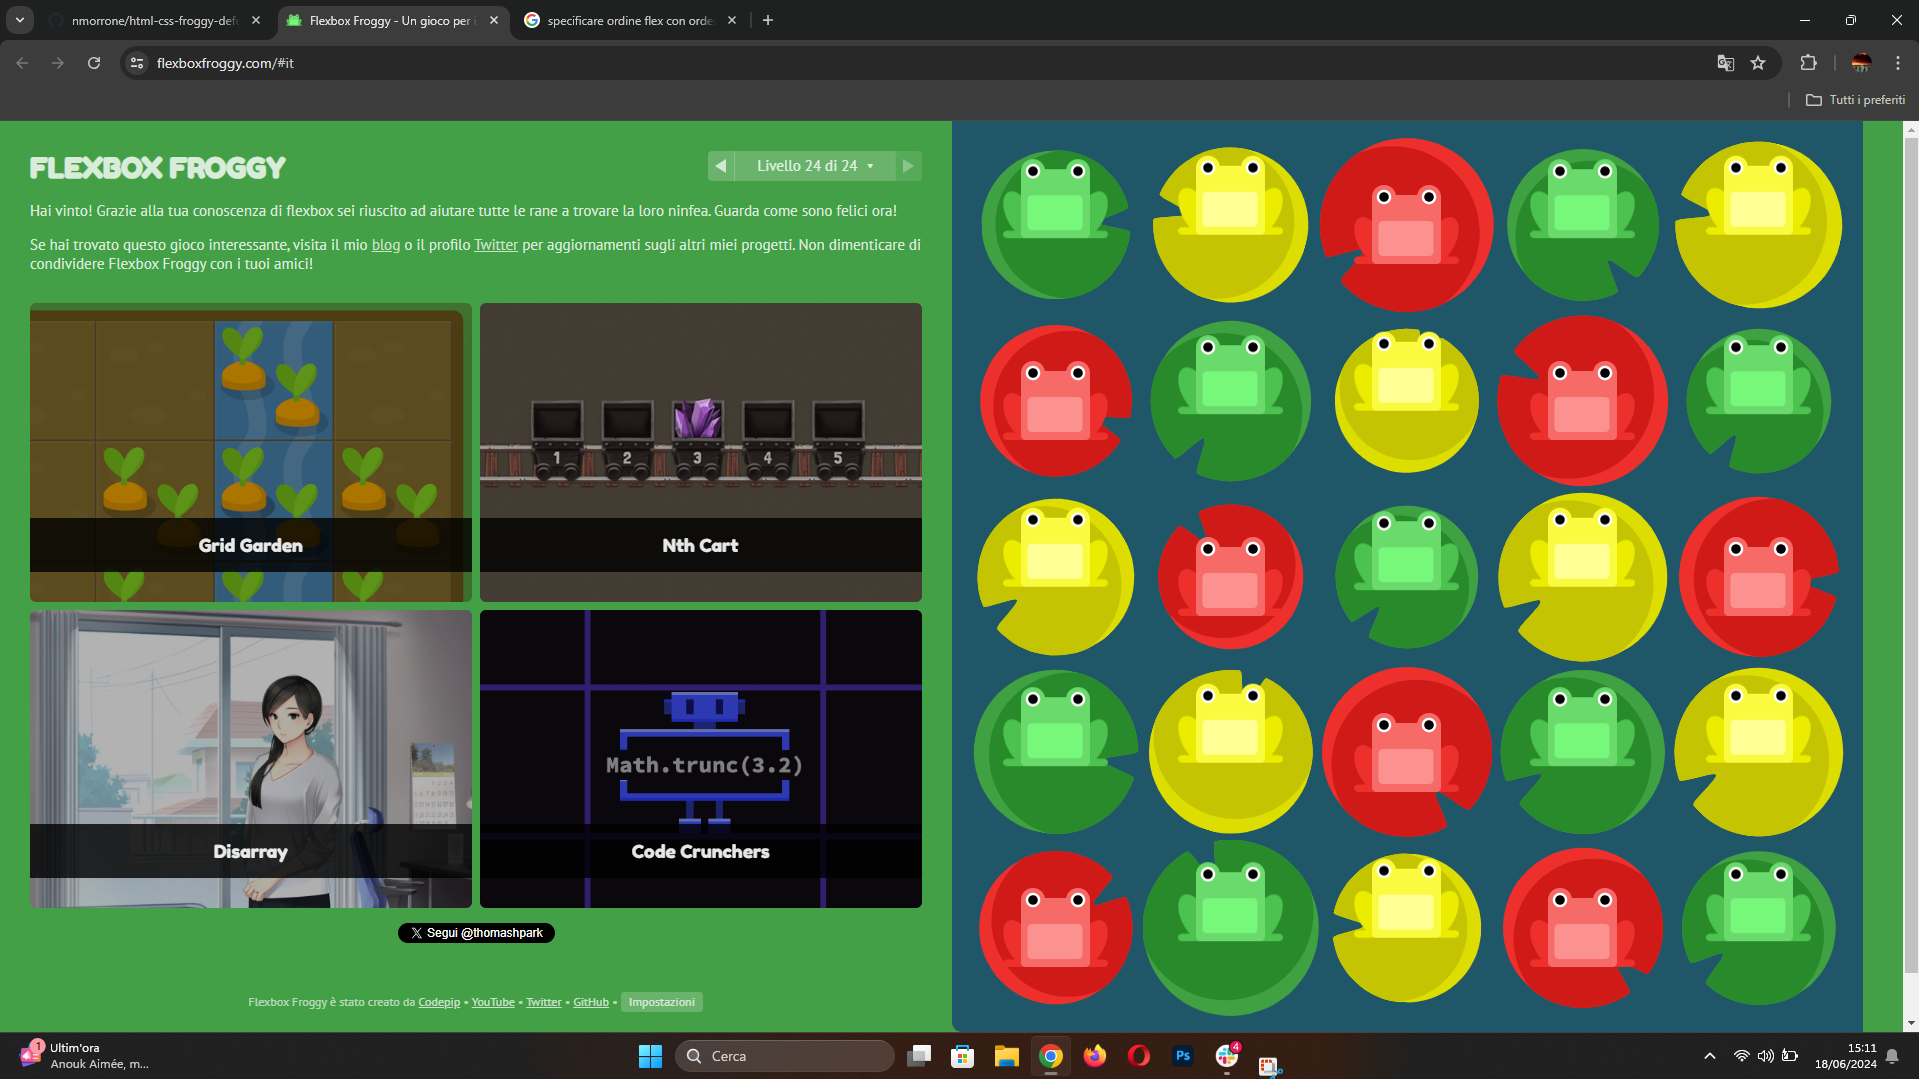 nmorrone/html-css-froggy-defe
Flexbox Froggy - Un gioco per i
specificare ordine flex con orde
flexboxfroggy.com/#it
Tutti i preferiti
FLEXBOX FROGGY
Livello 24 di 24
Hai vinto! Grazie alla tua conoscenza di flexbox sei riuscito ad aiutare tutte le rane a trovare la loro ninfea. Guarda come sono felici ora!
Se hai trovato questo gioco interessante, visita il mio blog o il profilo Twitter per aggiornamenti sugli altri miei progetti. Non dimenticare di
condividere Flexbox Froggy con i tuoi amici!
1 2 3 4 5
Grid Garden
Nth Cart
Math.trunc(3.2)
Disarray
Code Crunchers
Segui @thomashpark
Flexbox Froggy è stato creato da Codepip • YouTube • Twitter • GitHub • Impostazioni
1
Ultim'ora
Anouk Aimée, m...
Cerca
Ps
4
15:11
18/06/2024